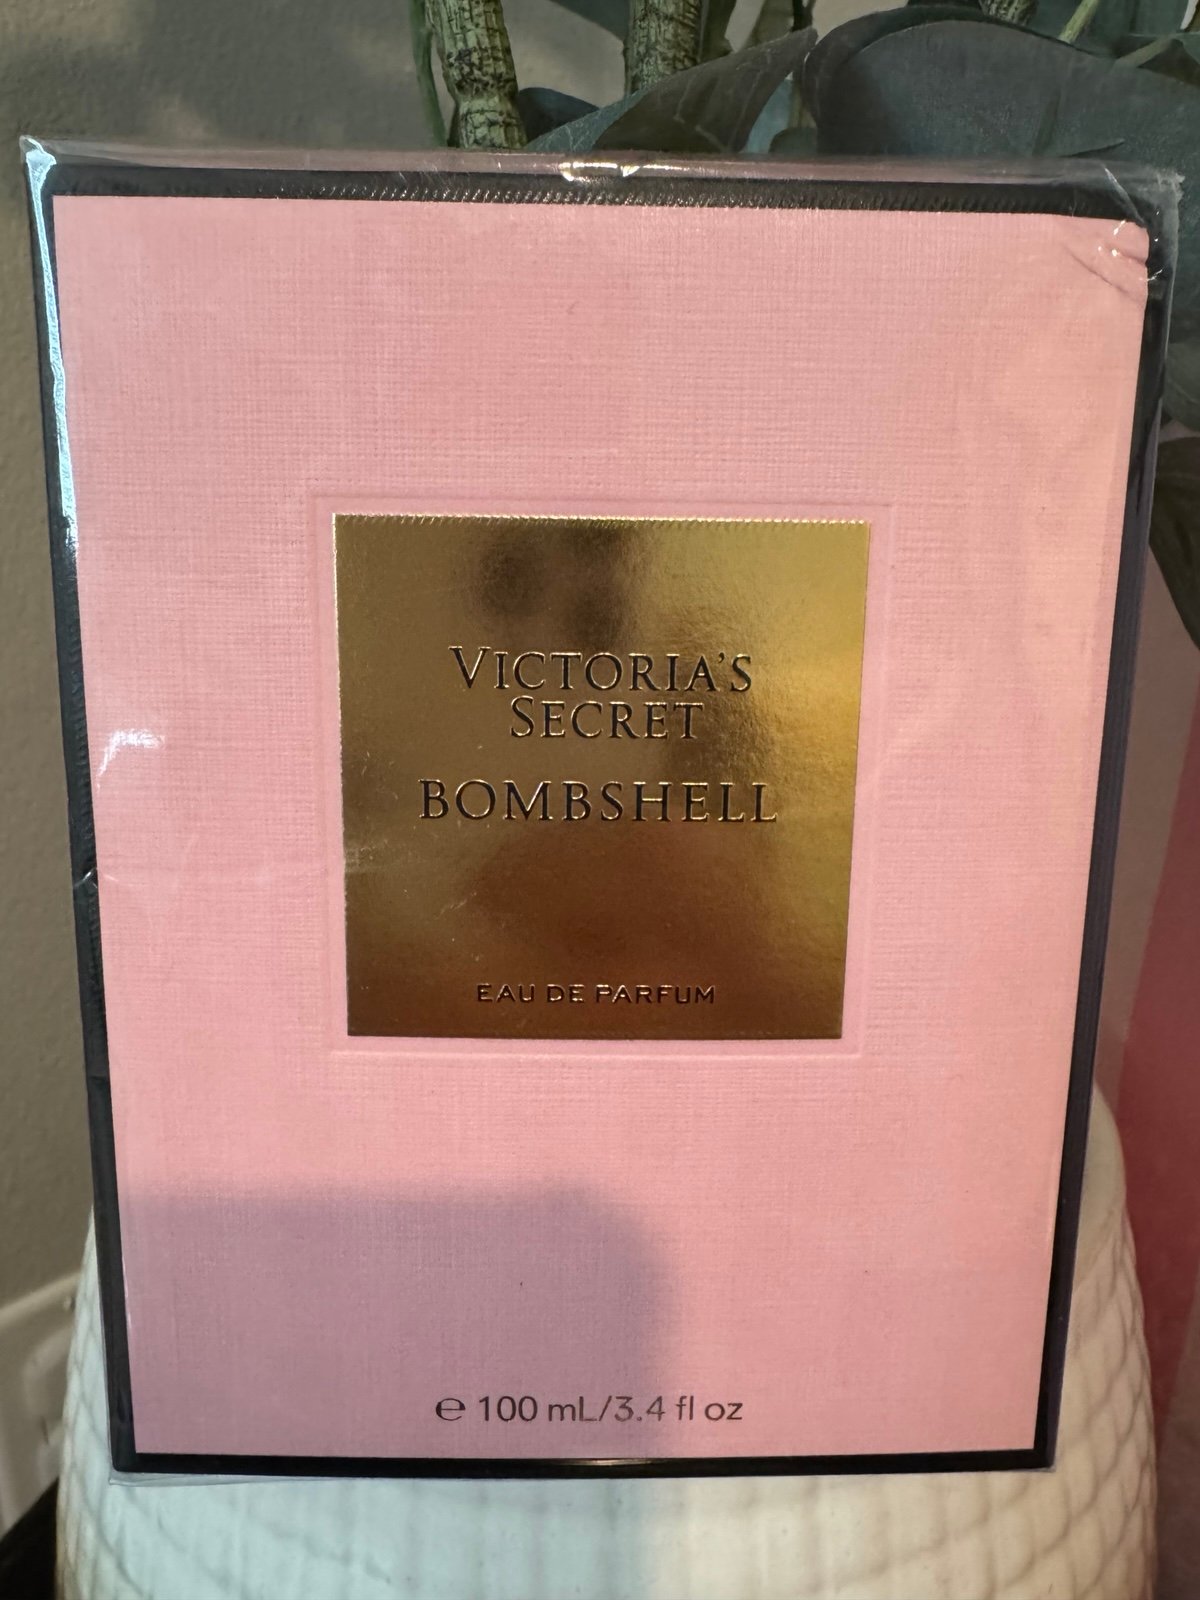 VICTORIA'S
SECRET
BOMBSHELL
EAU DE PARFUM
℮ 100 mL/3.4 fl oz